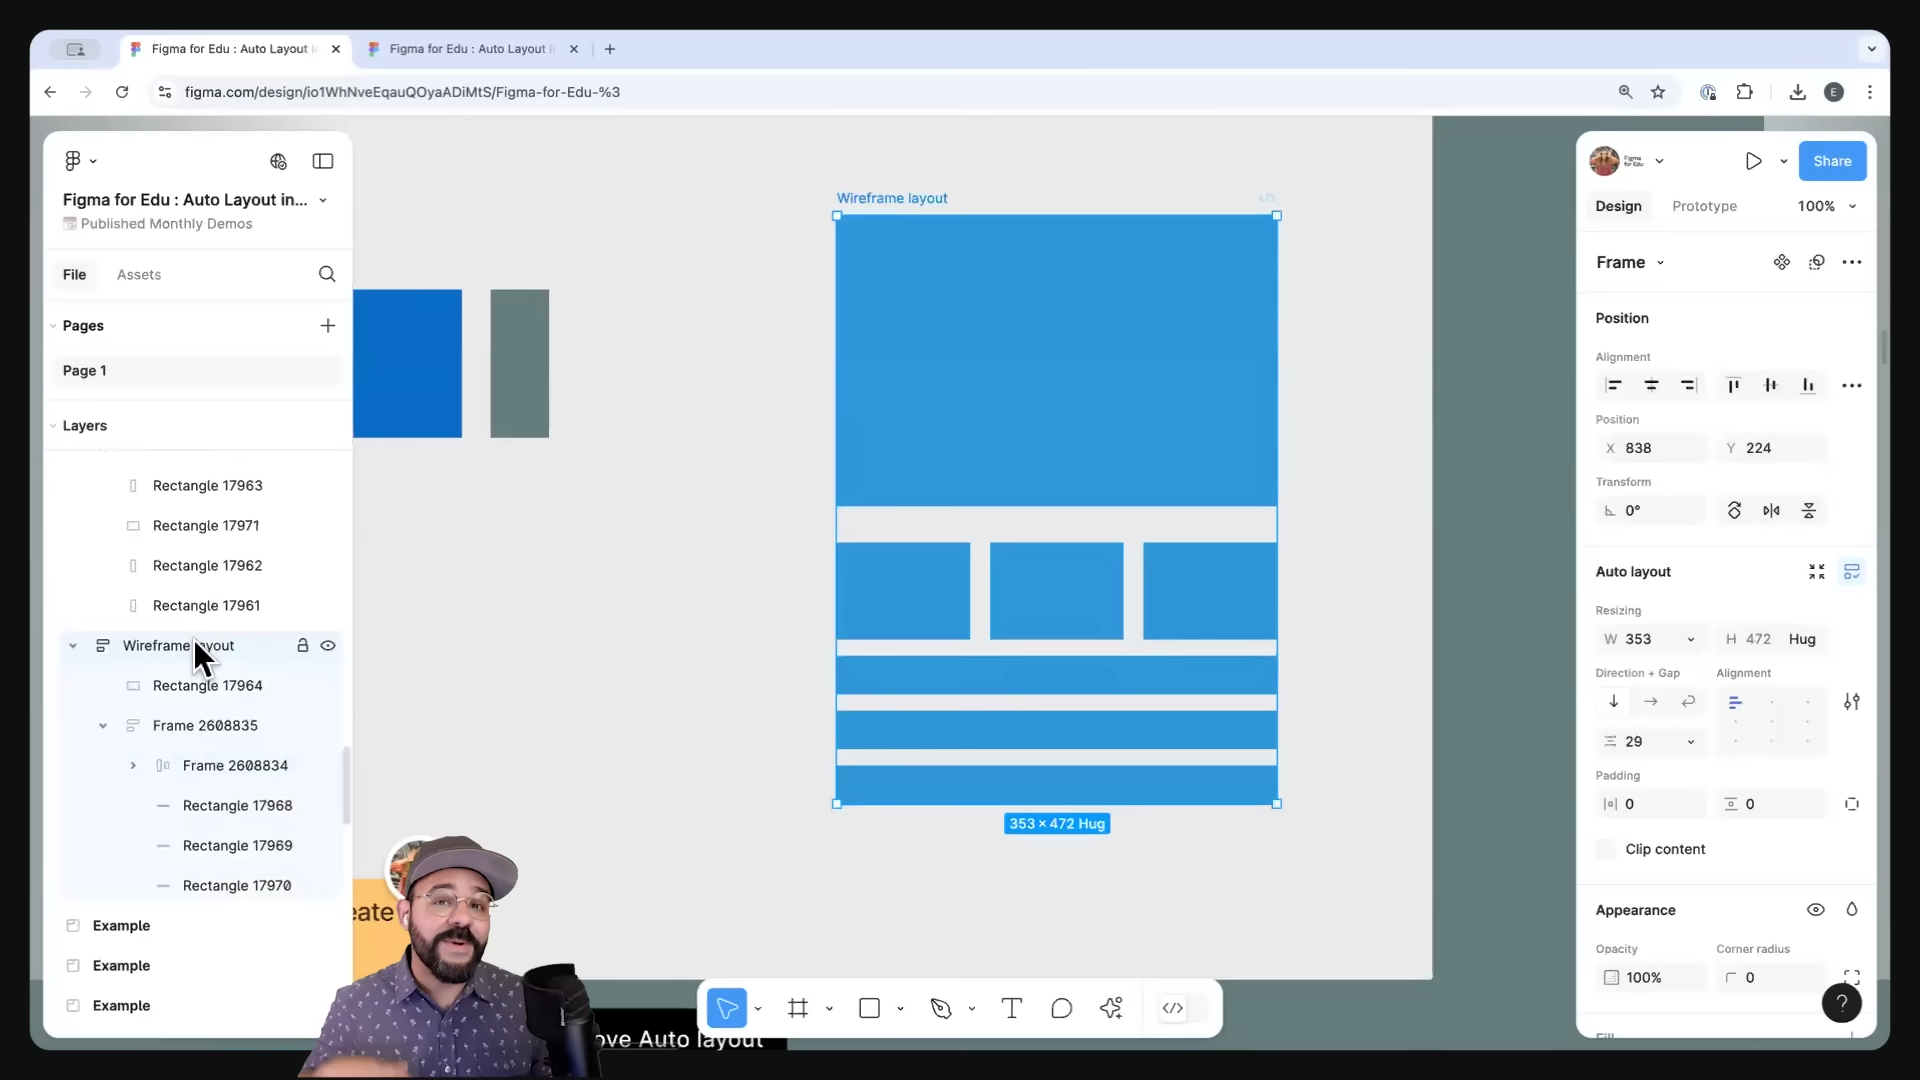 Figma for Edu : Auto Layout i
Figma for Edu : Auto Layout i
figma.com/design/io1WhNveEqauQOyaADiMtS/Figma-for-Edu-%3
E
Figma for Edu : Auto Layout in...
Published Monthly Demos
File
Assets
Pages
Page 1
Layers
Rectangle 17963
Rectangle 17971
Rectangle 17962
Rectangle 17961
Wireframe layout
Rectangle 17964
Frame 2608835
Frame 2608834
Rectangle 17968
Rectangle 17969
Rectangle 17970
Example
Example
Example
Wireframe layout
353 × 472 Hug
eate
ove Auto layout
Figma for Edu
Share
Design
Prototype
100%
Frame
Position
Alignment
Position
X 838
Y 224
Transform
0°
Auto layout
Resizing
W 353
H 472 Hug
Direction + Gap
Alignment
29
Padding
0
0
Clip content
Appearance
Opacity
Corner radius
100%
0
Fill
?